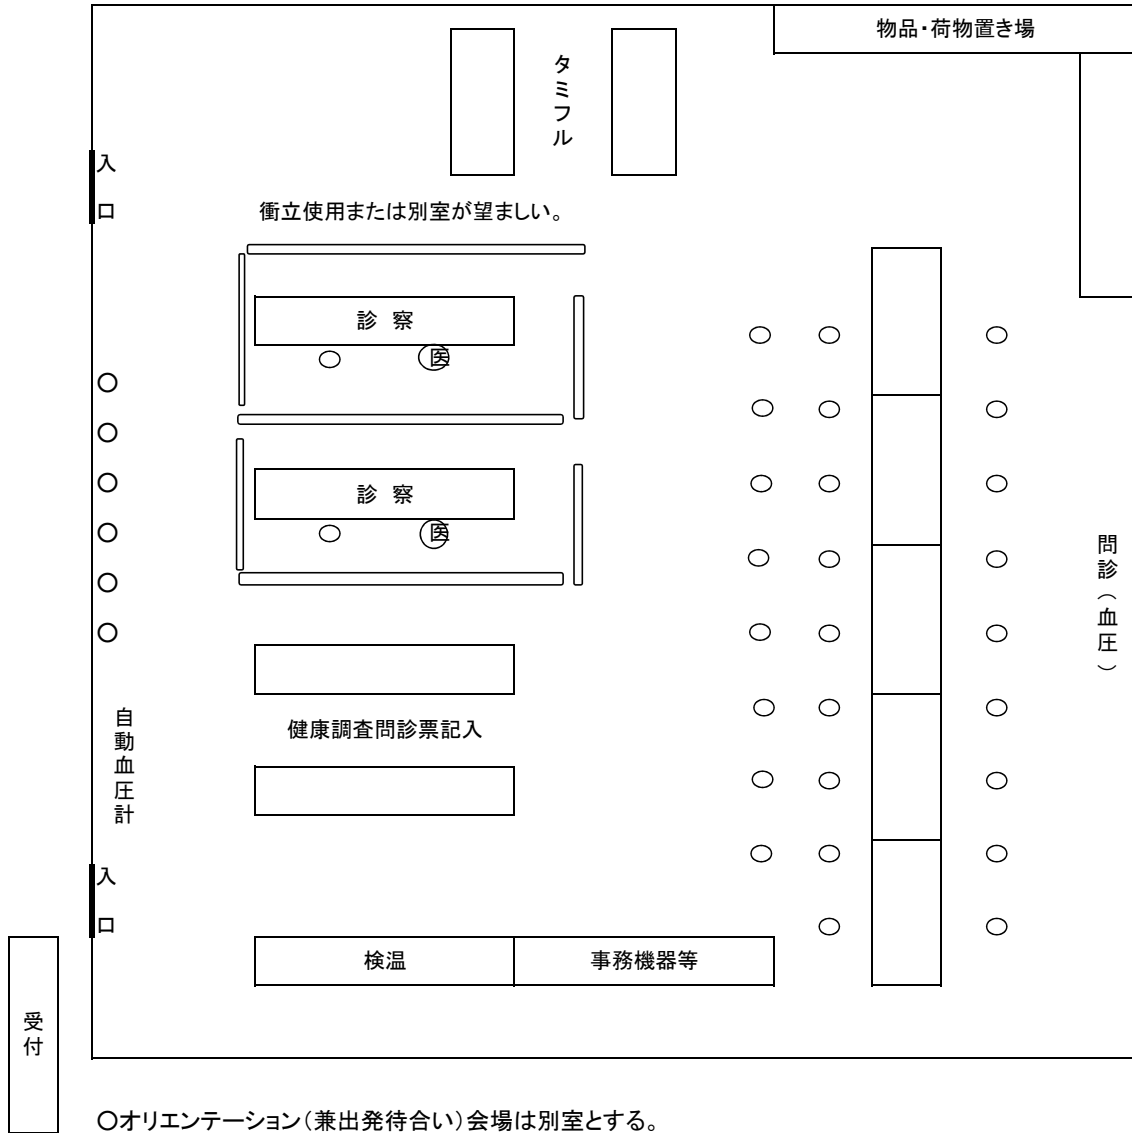 物品・荷物置き場
タミフル
入口
衝立使用または別室が望ましい。
診 察
医
診 察
医
問診（血圧）
健康調査問診票記入
自動血圧計
入口
検温
事務機器等
受付
○オリエンテーション（兼出発待合い）会場は別室とする。